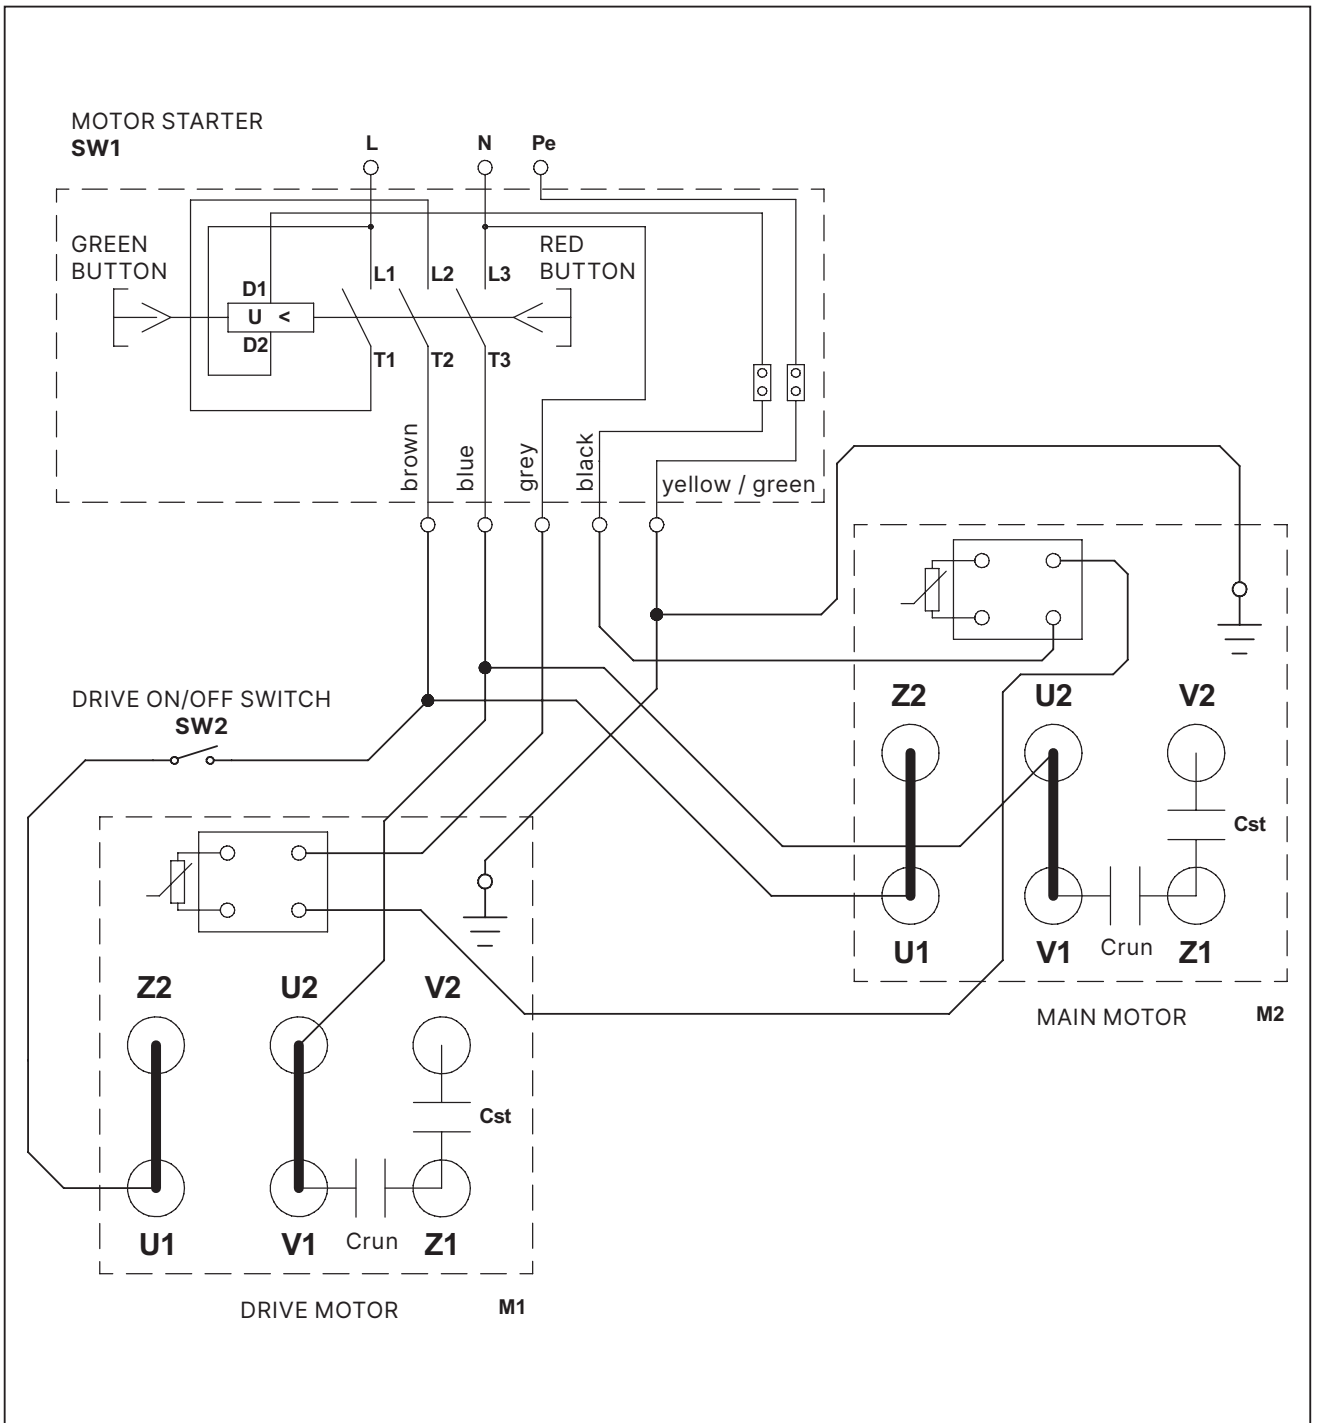 MOTOR STARTER
SW1
L N Pe
GREEN
BUTTON
RED
BUTTON
D1
L1 L2 L3
U <
D2
T1 T2 T3
brown
blue
grey
black
yellow / green
DRIVE ON/OFF SWITCH
SW2
Z2 U2 V2
Cst
U1 V1 Crun Z1
MAIN MOTOR M2
Z2 U2 V2
Cst
U1 V1 Crun Z1
DRIVE MOTOR M1